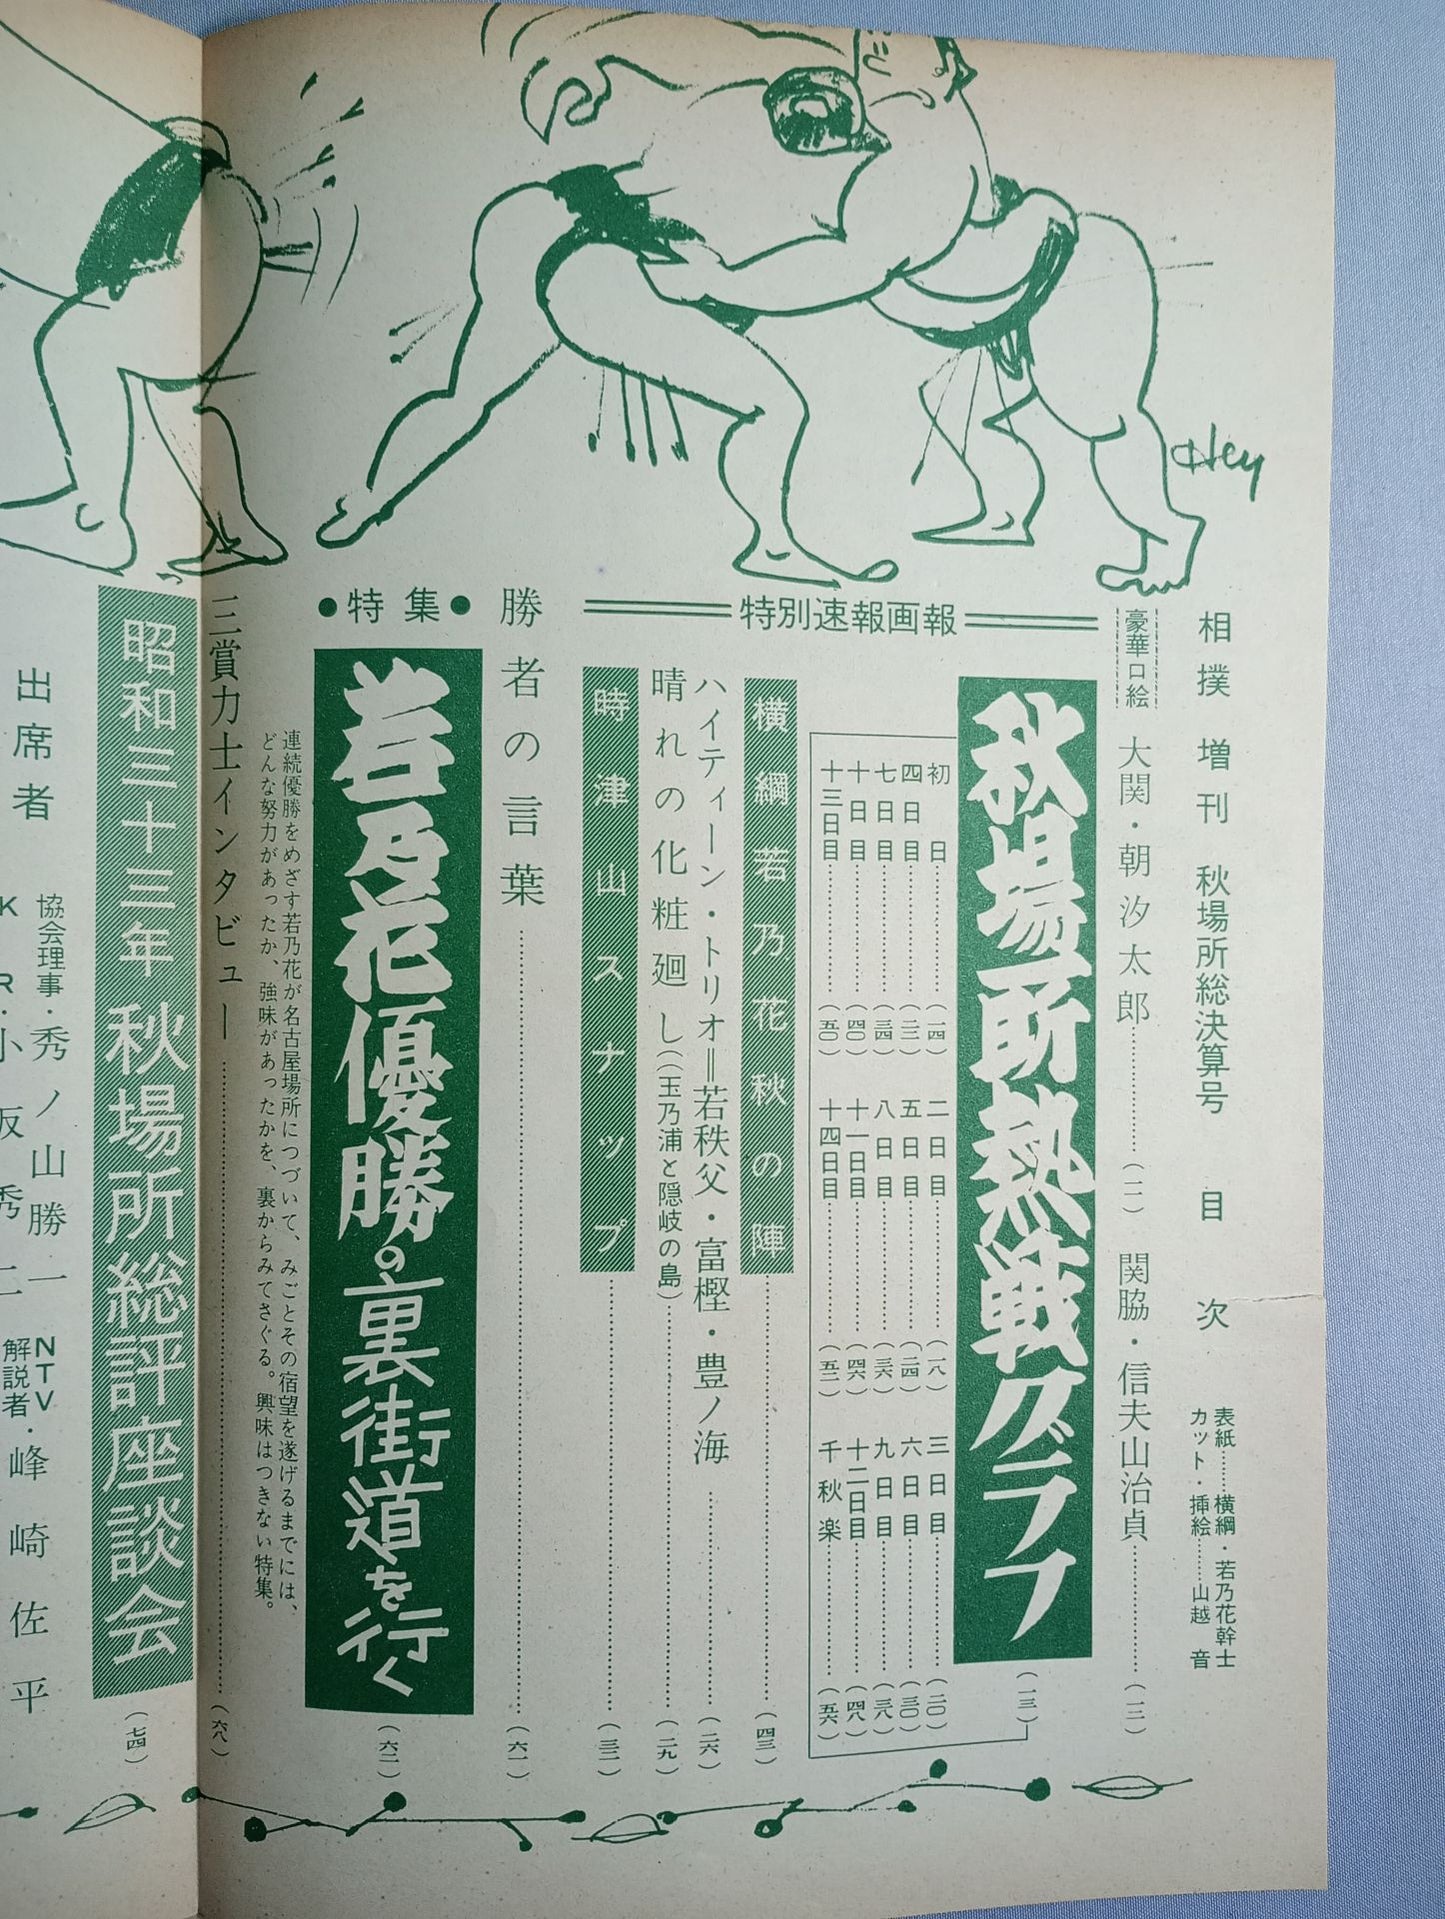 相撲 増刊 秋場所総決算号 目次
表紙……横綱・若乃花幹士
カット・挿絵……山越 音
豪華口絵
大関・朝汐太郎……(一一) 関脇・信夫山治貞……(一二)
特別速報画報
秋場所熱戦グラフ
(一三)
初日……(一四) 二日目……(一八) 三日目……(二〇)
四日目……(二二) 五日目……(二四) 六日目……(三〇)
七日目……(三四) 八日目……(三六) 九日目……(三八)
十日目……(四〇) 十一日目……(四六) 十二日目……(四八)
十三日目……(五〇) 十四日目……(五二) 千秋楽……(五六)
横綱若乃花秋の陣……(四三)
ハイティーン・トリオ=若秩父・富樫・豊ノ海……(二六)
晴れの化粧廻し(玉乃浦と隠岐の島)……(二九)
時津山スナップ……(三二)
勝者の言葉……(六一)
●特集●
若乃花優勝の裏街道を行く
(六二)
連続優勝をめざす若乃花が名古屋場所につづいて、みごとその宿望を遂げるまでには、
どんな努力があったか、強味があったかを、裏からみてさぐる。興味はつきない特集。
三賞力士インタビュー……(六八)
昭和三十三年 秋場所総評座談会
(七四)
出席者
協会理事・秀ノ山勝一 NTV解説者・峰崎佐平
KR・小坂秀二
Hey